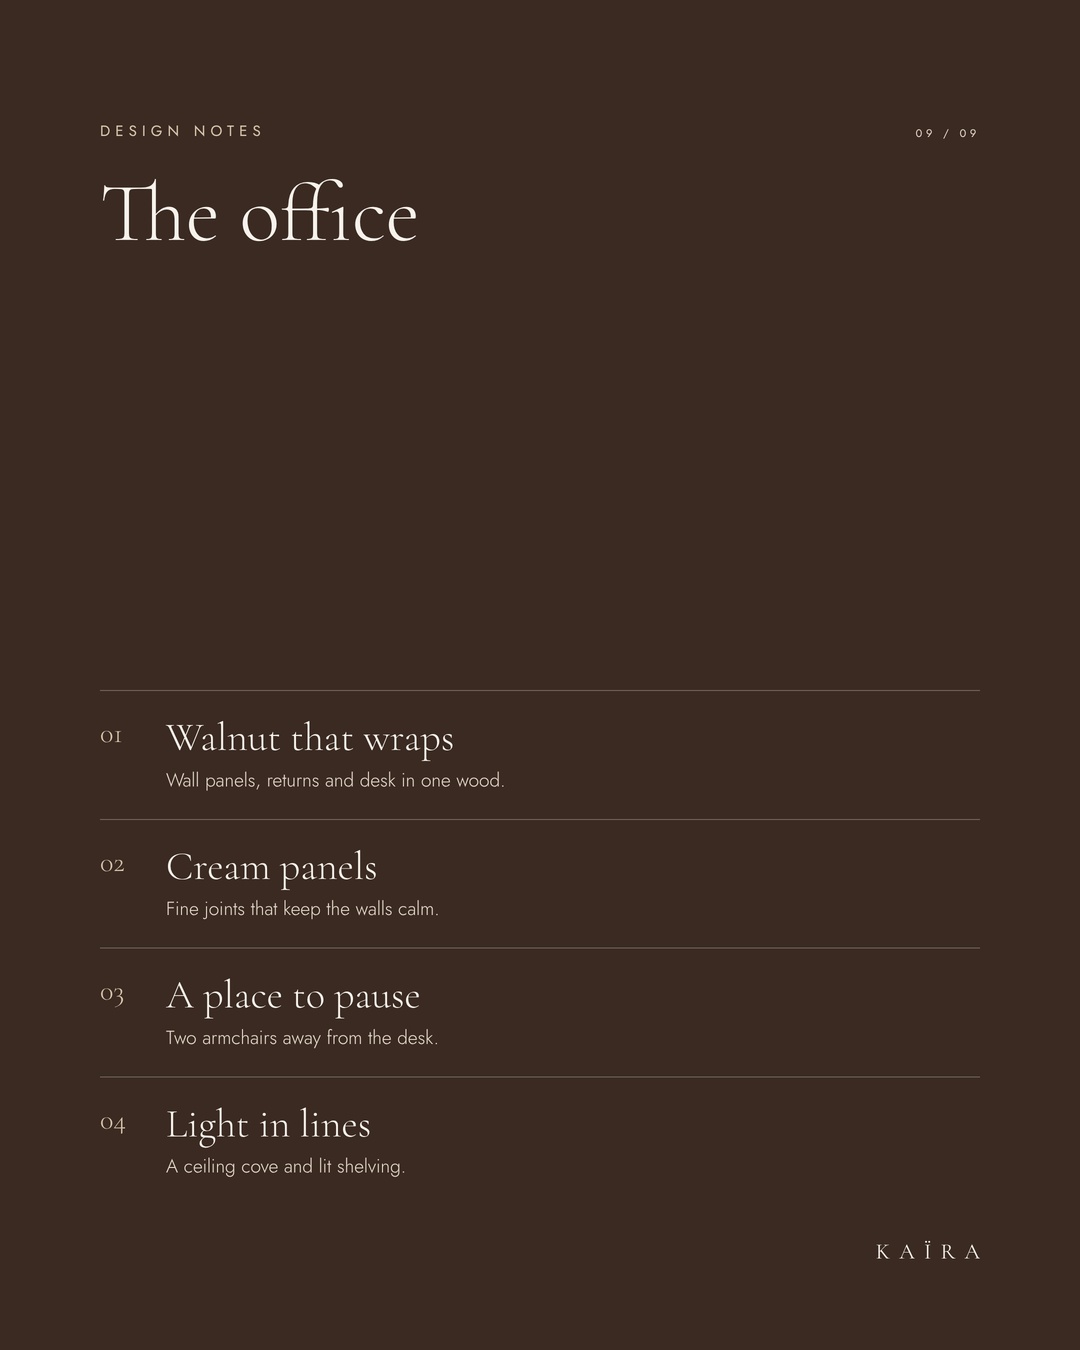 DESIGN NOTES
09 / 09
The office
01
Walnut that wraps
Wall panels, returns and desk in one wood.
02
Cream panels
Fine joints that keep the walls calm.
03
A place to pause
Two armchairs away from the desk.
04
Light in lines
A ceiling cove and lit shelving.
KAÏRA